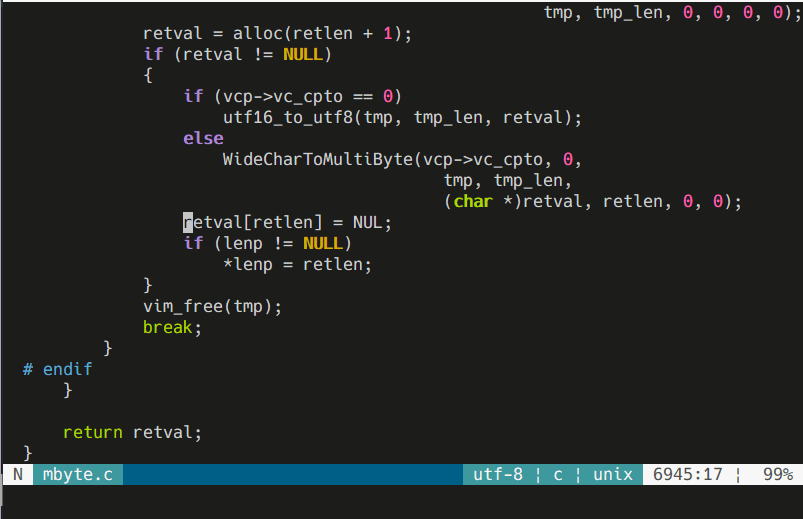 tmp, tmp_len, 0, 0, 0, 0);
retval = alloc(retlen + 1);
if (retval != NULL)
{
if (vcp->vc_cpto == 0)
utf16_to_utf8(tmp, tmp_len, retval);
else
WideCharToMultiByte(vcp->vc_cpto, 0,
tmp, tmp_len,
(char *)retval, retlen, 0, 0);
retval[retlen] = NUL;
if (lenp != NULL)
*lenp = retlen;
}
vim_free(tmp);
break;
}
# endif
}
return retval;
}
N mbyte.c utf-8 ¦ c ¦ unix 6945:17 ¦ 99%